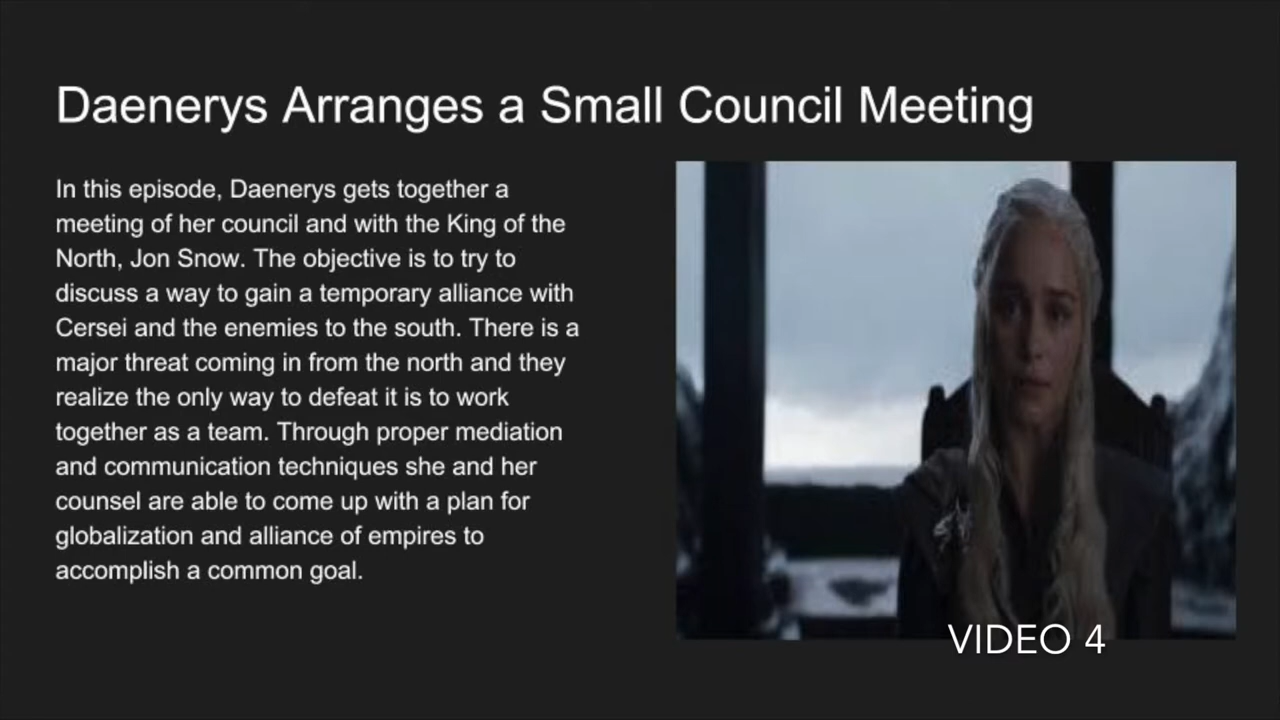 Daenerys Arranges a Small Council Meeting
In this episode, Daenerys gets together a
meeting of her council and with the King of the
North, Jon Snow. The objective is to try to
discuss a way to gain a temporary alliance with
Cersei and the enemies to the south. There is a
major threat coming in from the north and they
realize the only way to defeat it is to work
together as a team. Through proper mediation
and communication techniques she and her
counsel are able to come up with a plan for
globalization and alliance of empires to
accomplish a common goal.
VIDEO 4